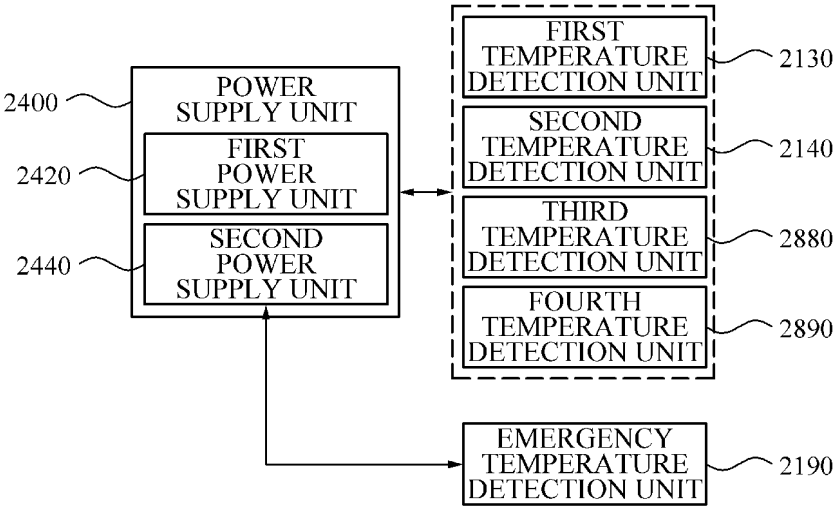 2400
POWER
SUPPLY UNIT
2420
FIRST
POWER
SUPPLY UNIT
2440
SECOND
POWER
SUPPLY UNIT
FIRST
TEMPERATURE
DETECTION UNIT
2130
SECOND
TEMPERATURE
DETECTION UNIT
2140
THIRD
TEMPERATURE
DETECTION UNIT
2880
FOURTH
TEMPERATURE
DETECTION UNIT
2890
EMERGENCY
TEMPERATURE
DETECTION UNIT
2190